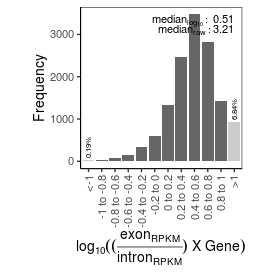 median_log10 : 0.51
median_raw : 3.21
Frequency
3000
2000
1000
0
0.19%
6.84%
<-1
-1 to -0.8
-0.8 to -0.6
-0.6 to -0.4
-0.4 to -0.2
-0.2 to 0
0 to 0.2
0.2 to 0.4
0.4 to 0.6
0.6 to 0.8
0.8 to 1
>1
log10((exonRPKM/intronRPKM) X Gene)